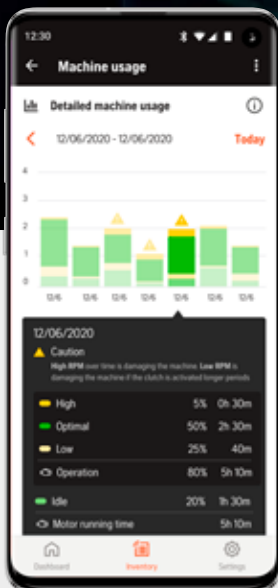 12:30
Machine usage
Detailed machine usage
12/06/2020 - 12/06/2020 Today
4
3
2
1
0
12/6 12/6 12/6 12/6 12/6 12/6 12/6
12/06/2020
Caution
High RPM over time is damaging the machine. Low RPM is
damaging the machine if the clutch is activated longer periods
High 5% 0h 30m
Optimal 50% 2h 30m
Low 25% 40m
Operation 80% 5h 10m
Idle 20% 1h 30m
Motor running time 5h 10m
Dashboard Inventory Settings